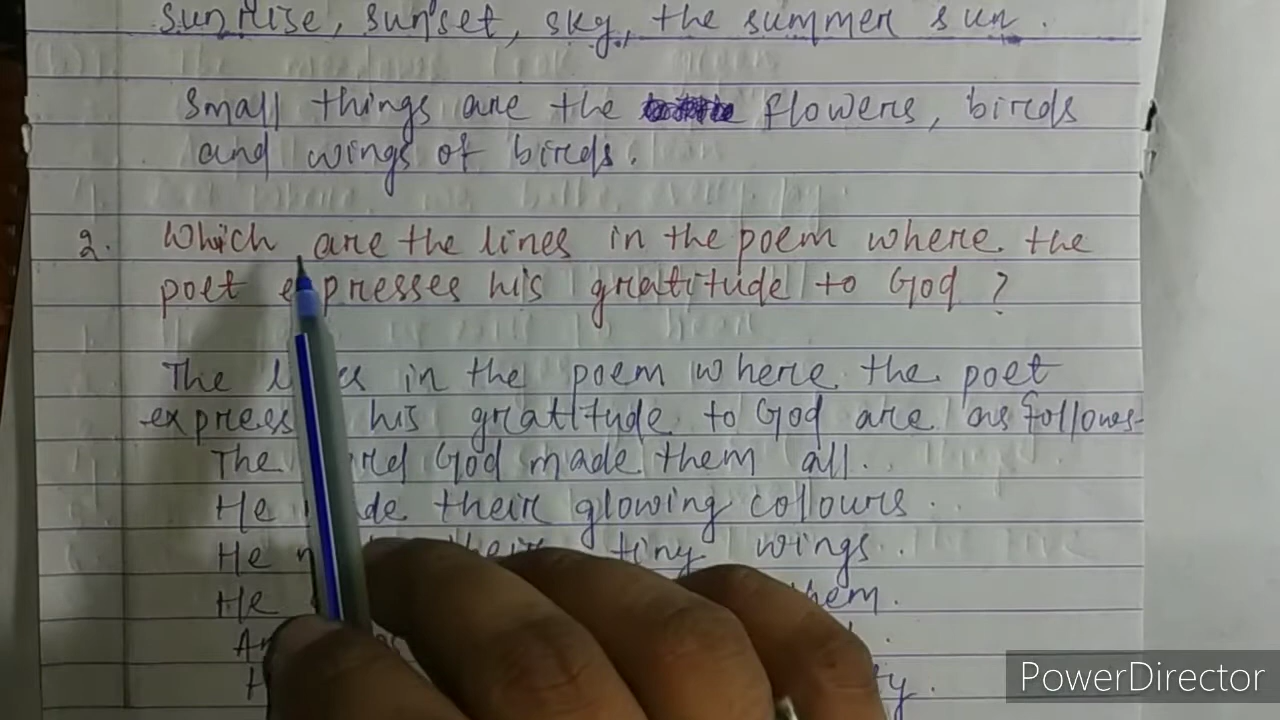 sunrise, sunset, sky, the summer sun.
Small things are the flowers, birds
and wings of birds.
2. Which are the lines in the poem where the
poet expresses his gratitude to God ?
The in the poem where the poet
express his gratitude to God are as follows-
The God made them all.
He their glowing colours.
He their tiny wings.
He them.
PowerDirector